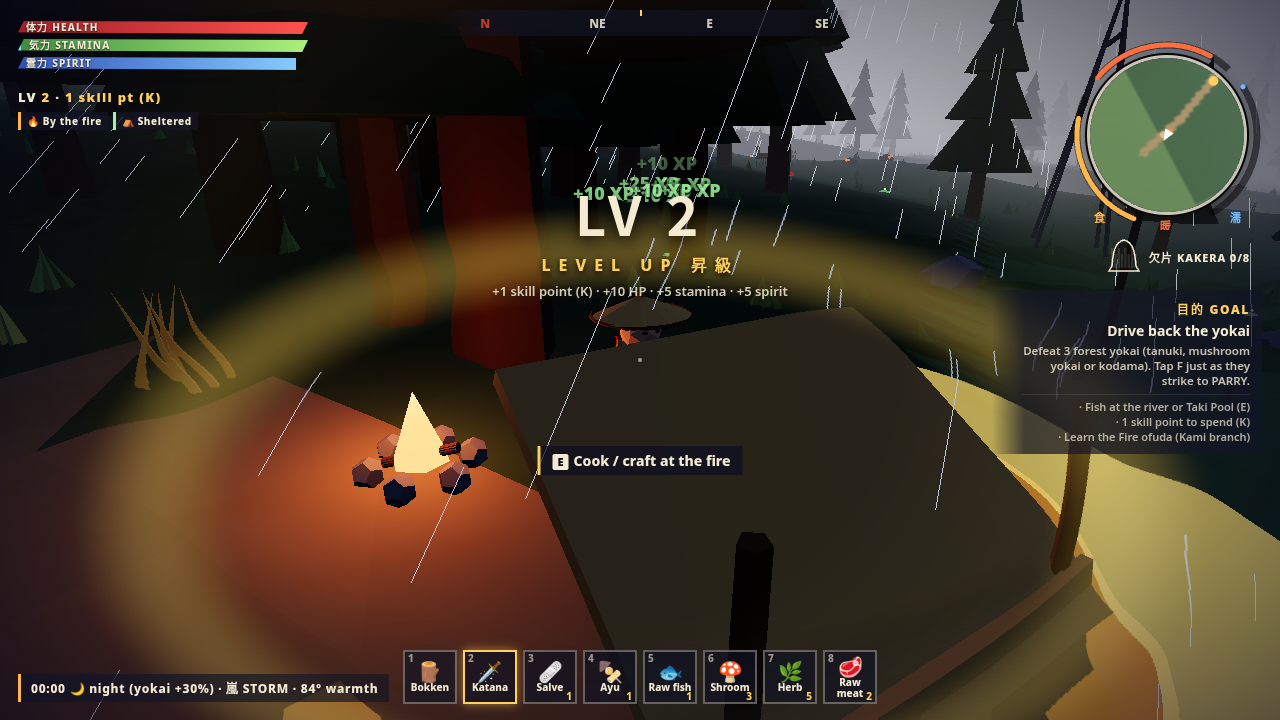 体力 HEALTH
気力 STAMINA
霊力 SPIRIT
LV 2 · 1 skill pt (K)
🔥 By the fire
⛺ Sheltered
N NE E SE
+10 XP
+10 XP
+10 XP
LV 2
LEVEL UP 昇級
+1 skill point (K) · +10 HP · +5 stamina · +5 spirit
食
暖
濡
欠片 KAKERA 0/8
目的 GOAL
Drive back the yokai
Defeat 3 forest yokai (tanuki, mushroom
yokai or kodama). Tap F just as they
strike to PARRY.
· Fish at the river or Taki Pool (E)
· 1 skill point to spend (K)
· Learn the Fire ofuda (Kami branch)
E Cook / craft at the fire
00:00 🌙 night (yokai +30%) · 嵐 STORM · 84° warmth
1 Bokken
2 Katana
3 Salve 1
4 Ayu 1
5 Raw fish 1
6 Shroom 3
7 Herb 5
8 Raw meat 2